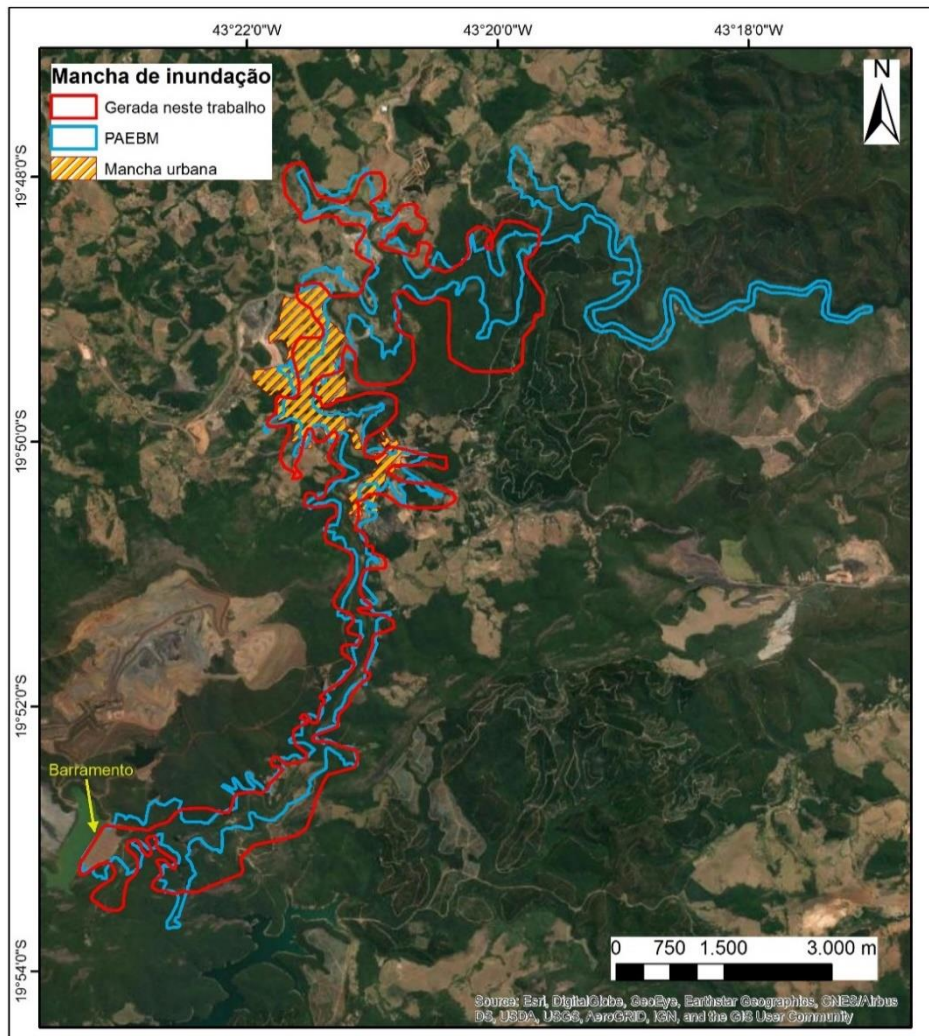 43°22'0"W 43°20'0"W 43°18'0"W
N
Mancha de inundação
Gerada neste trabalho
PAEBM
Mancha urbana
19°48'0"S
19°50'0"S
19°52'0"S
Barramento
19°54'0"S
0 750 1.500 3.000 m
Source: Esri, DigitalGlobe, GeoEye, Earthstar Geographics, CNES/Airbus
DS, USDA, USGS, AeroGRID, IGN, and the GIS User Community